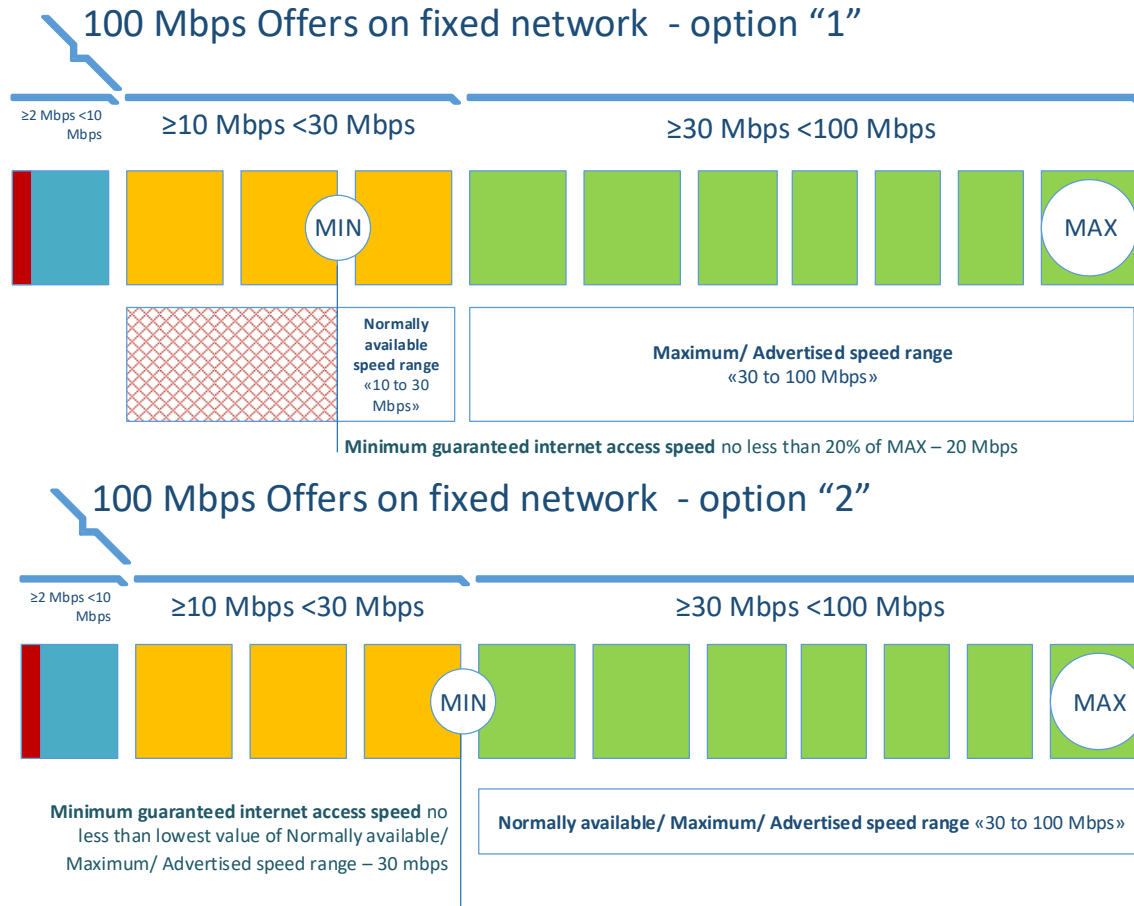 100 Mbps Offers on fixed network - option “1”
≥2 Mbps <10
Mbps
≥10 Mbps <30 Mbps
≥30 Mbps <100 Mbps
MIN
MAX
Normally
available
speed range
«10 to 30
Mbps»
Maximum/ Advertised speed range
«30 to 100 Mbps»
Minimum guaranteed internet access speed no less than 20% of MAX – 20 Mbps
100 Mbps Offers on fixed network - option “2”
≥2 Mbps <10
Mbps
≥10 Mbps <30 Mbps
≥30 Mbps <100 Mbps
MIN
MAX
Minimum guaranteed internet access speed no
less than lowest value of Normally available/
Maximum/ Advertised speed range – 30 mbps
Normally available/ Maximum/ Advertised speed range «30 to 100 Mbps»